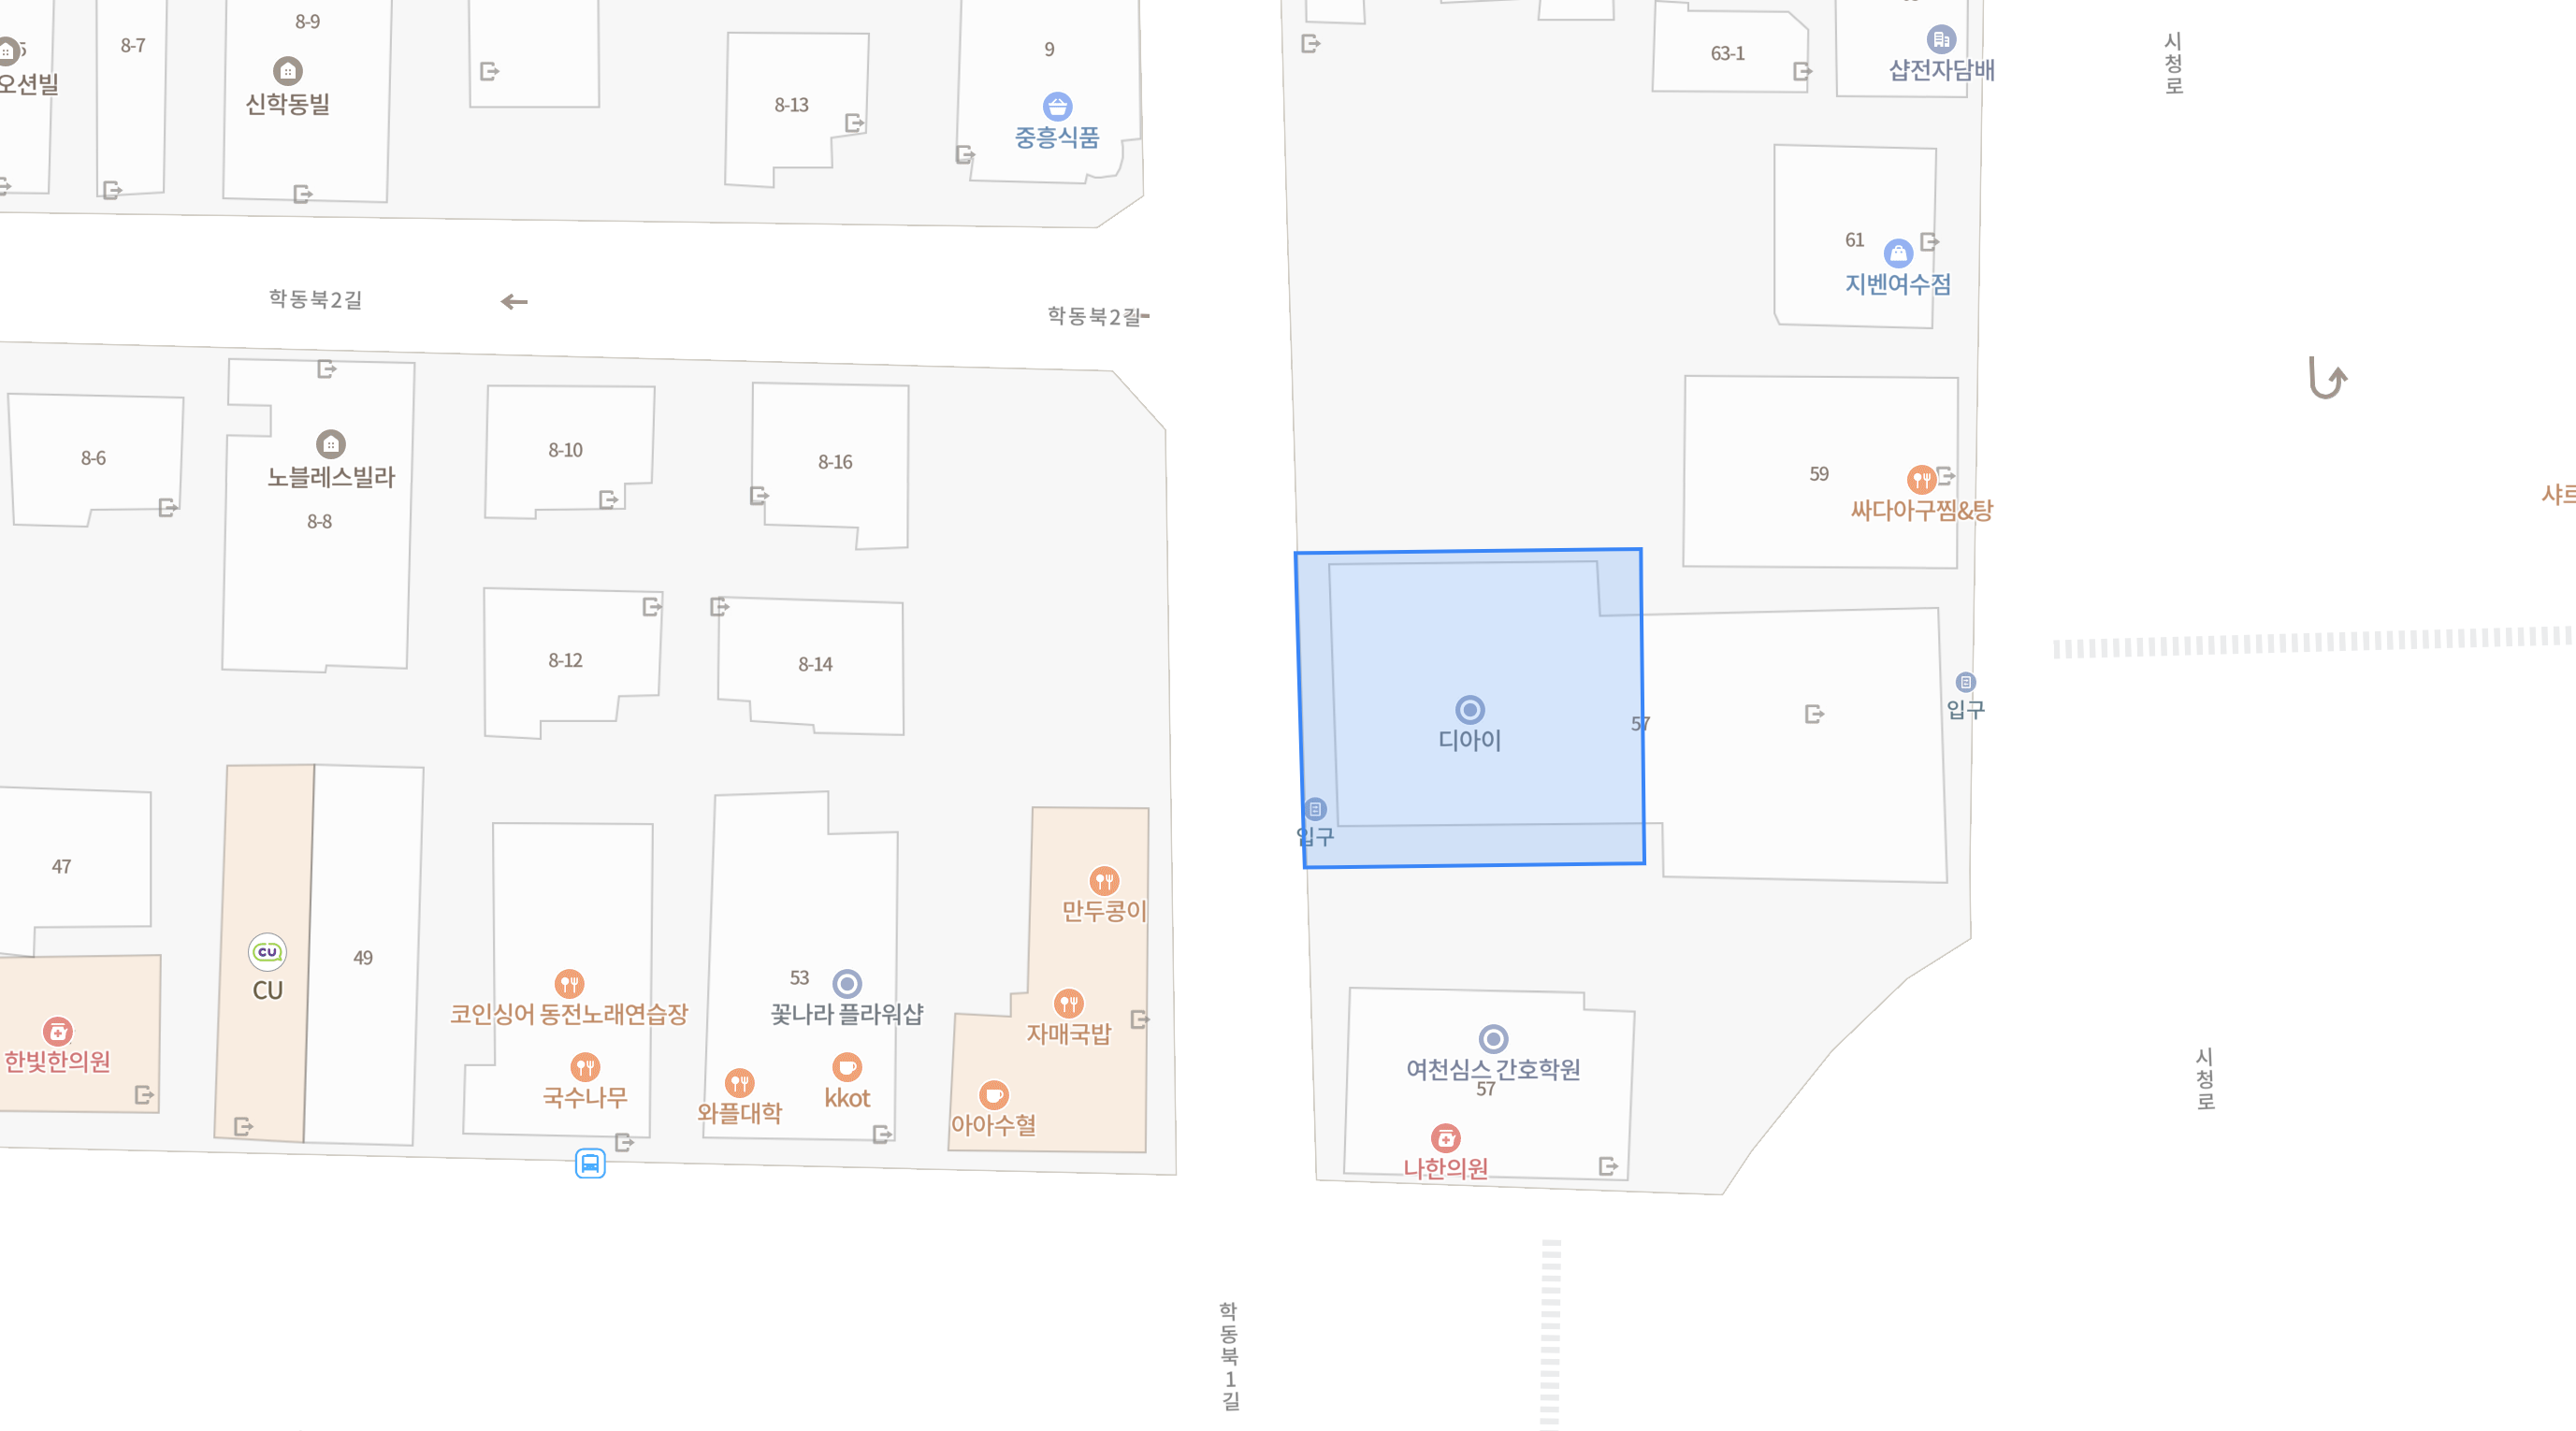 8-9
8-7
5
오션빌
신학동빌
8-13
9
중흥식품
63-1
샵전자담배
시청로
61
지벤여수점
학동북2길
학동북2길
8-6
노블레스빌라
8-8
8-10
8-16
59
싸다아구찜&탕
샤르
8-12
8-14
디아이
57
입구
입구
47
49
CU
CU
한빛한의원
코인싱어 동전노래연습장
국수나무
53
꽃나라 플라워샵
와플대학
kkot
만두콩이
자매국밥
아아수혈
여천심스 간호학원
57
나한의원
시청로
학동북1길